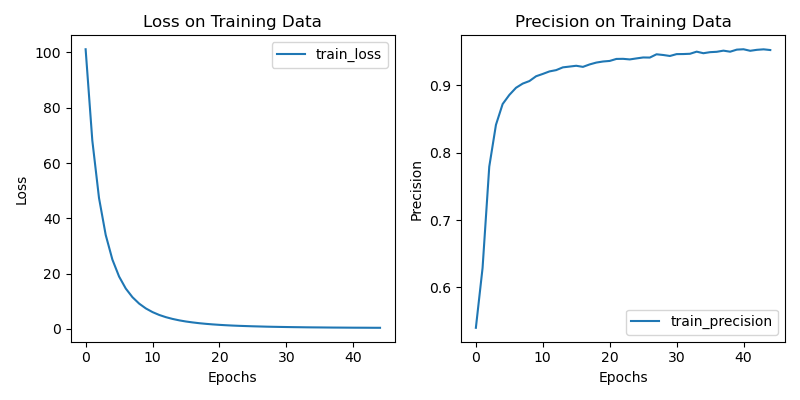 Loss on Training Data
100
80
60
40
20
0
Loss
train_loss
0 10 20 30 40
Epochs
Precision on Training Data
0.9
0.8
0.7
0.6
Precision
train_precision
0 10 20 30 40
Epochs